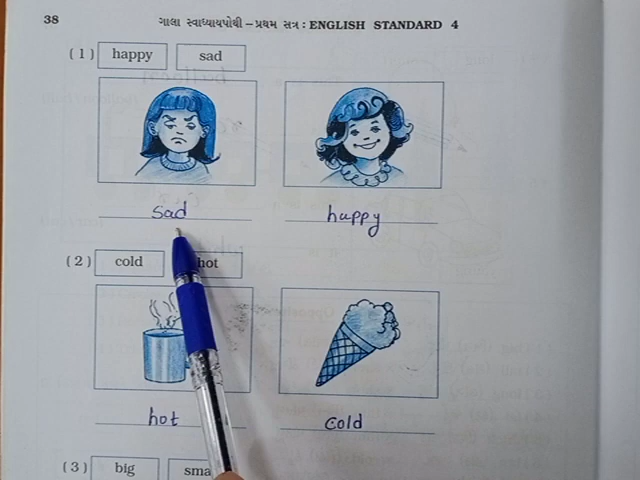 38 ગાલા સ્વાધ્યાયપોથી – પ્રથમ સત્ર : ENGLISH STANDARD 4
( 1 ) happy sad
sad happy
( 2 ) cold hot
hot cold
( 3 ) big